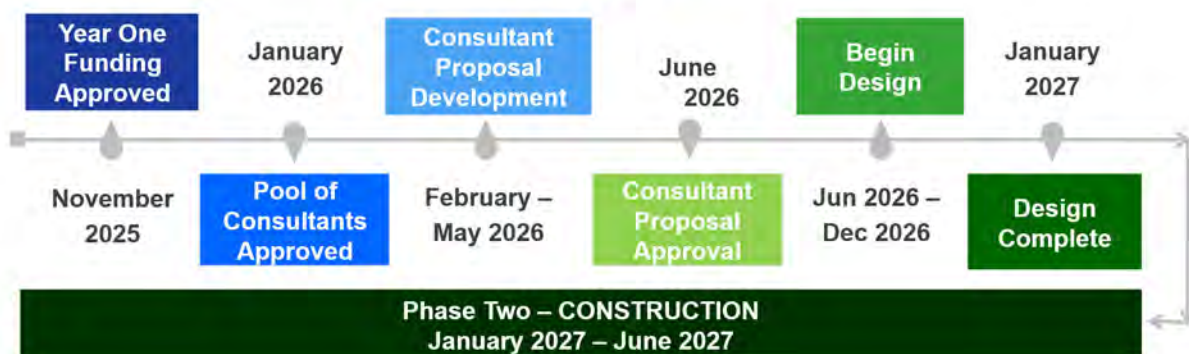 Year One
Funding
Approved
January
2026
Consultant
Proposal
Development
June
2026
Begin
Design
January
2027
November
2025
Pool of
Consultants
Approved
February –
May 2026
Consultant
Proposal
Approval
Jun 2026 –
Dec 2026
Design
Complete
Phase Two – CONSTRUCTION
January 2027 – June 2027